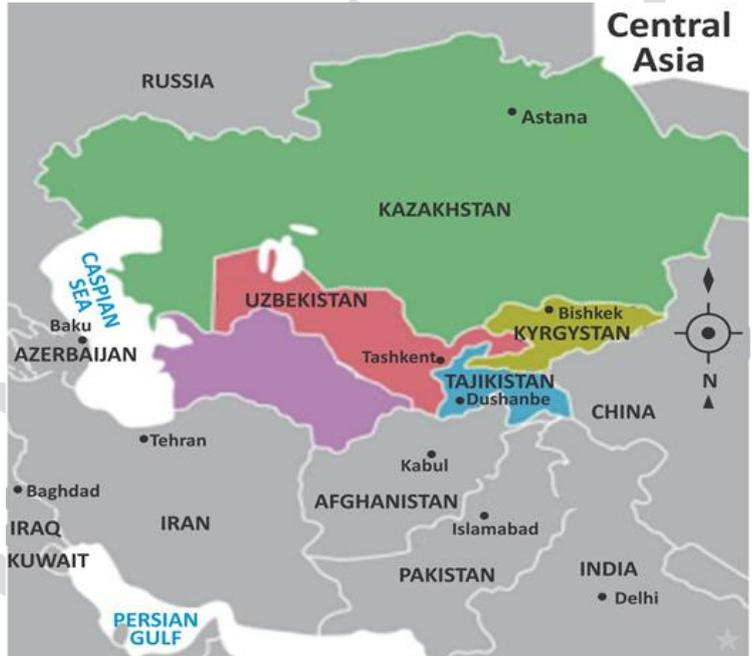 Central
Asia
RUSSIA
Astana
KAZAKHSTAN
CASPIAN
SEA
UZBEKISTAN
Bishkek
KYRGYSTAN
Baku
AZERBAIJAN
Tashkent
TAJIKISTAN
Dushanbe
N
CHINA
Tehran
Kabul
Baghdad
AFGHANISTAN
IRAQ
IRAN
Islamabad
KUWAIT
PAKISTAN
INDIA
Delhi
PERSIAN
GULF